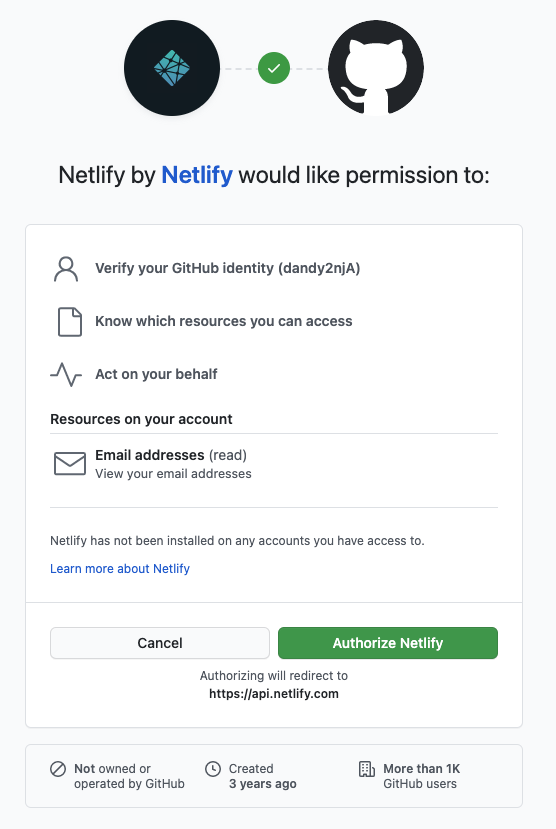 Netlify by Netlify would like permission to:
Verify your GitHub identity (dandy2njA)
Know which resources you can access
Act on your behalf
Resources on your account
Email addresses (read)
View your email addresses
Netlify has not been installed on any accounts you have access to.
Learn more about Netlify
Cancel
Authorize Netlify
Authorizing will redirect to
https://api.netlify.com
Not owned or
operated by GitHub
Created
3 years ago
More than 1K
GitHub users